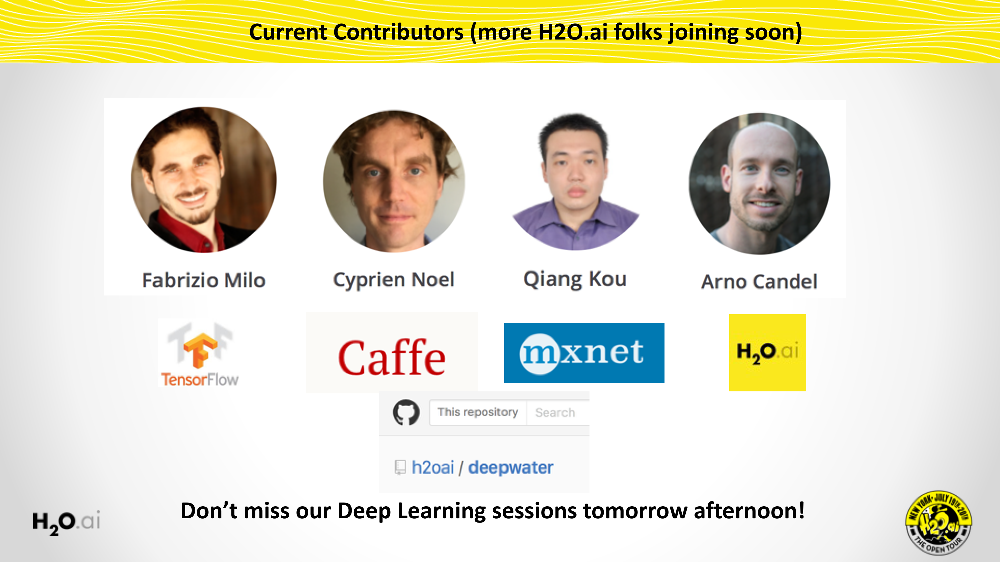 Current Contributors (more H2O.ai folks joining soon)
Fabrizio Milo
Cyprien Noel
Qiang Kou
Arno Candel
TensorFlow
Caffe
mxnet
H2O.ai
This repository Search
h2oai / deepwater
Don’t miss our Deep Learning sessions tomorrow afternoon!
H2O.ai
NEW YORK - JULY 19TH-20TH
h2o.ai
THE OPEN TOUR